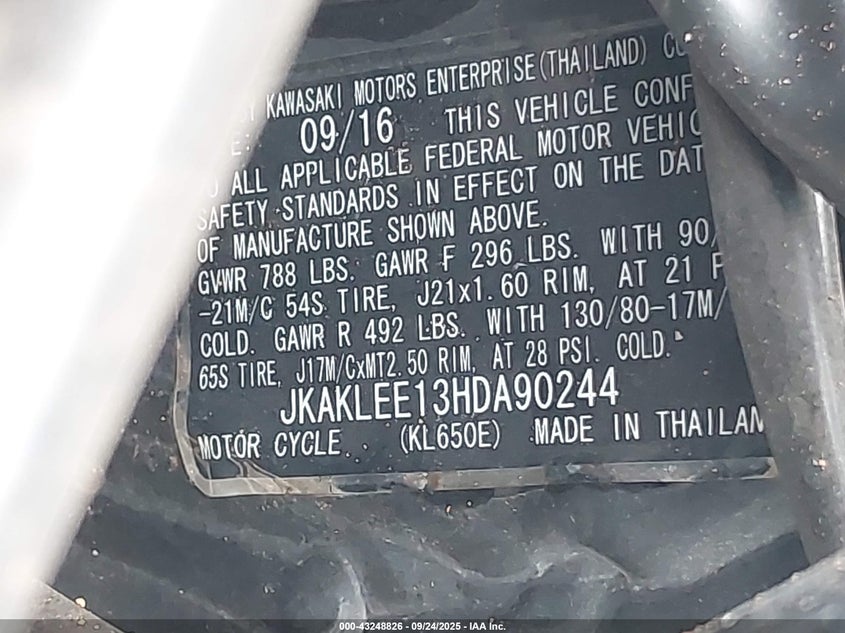 KAWASAKI MOTORS ENTERPRISE(THAILAND)
09/16 THIS VEHICLE CONF
ALL APPLICABLE FEDERAL MOTOR VEHIC
SAFETY STANDARDS IN EFFECT ON THE DAT
OF MANUFACTURE SHOWN ABOVE.
GVWR 788 LBS. GAWR F 296 LBS. WITH 90/
-21M/C 54S TIRE, J21x1.60 RIM, AT 21
COLD. GAWR R 492 LBS. WITH 130/80-17M/
65S TIRE, J17M/CxMT2.50 RIM, AT 28 PSI. COLD.
JKAKLEE13HDA90244
MOTOR CYCLE. (KL650E) MADE IN THAILAN
000-43248826 - 09/24/2025 - IAA Inc.